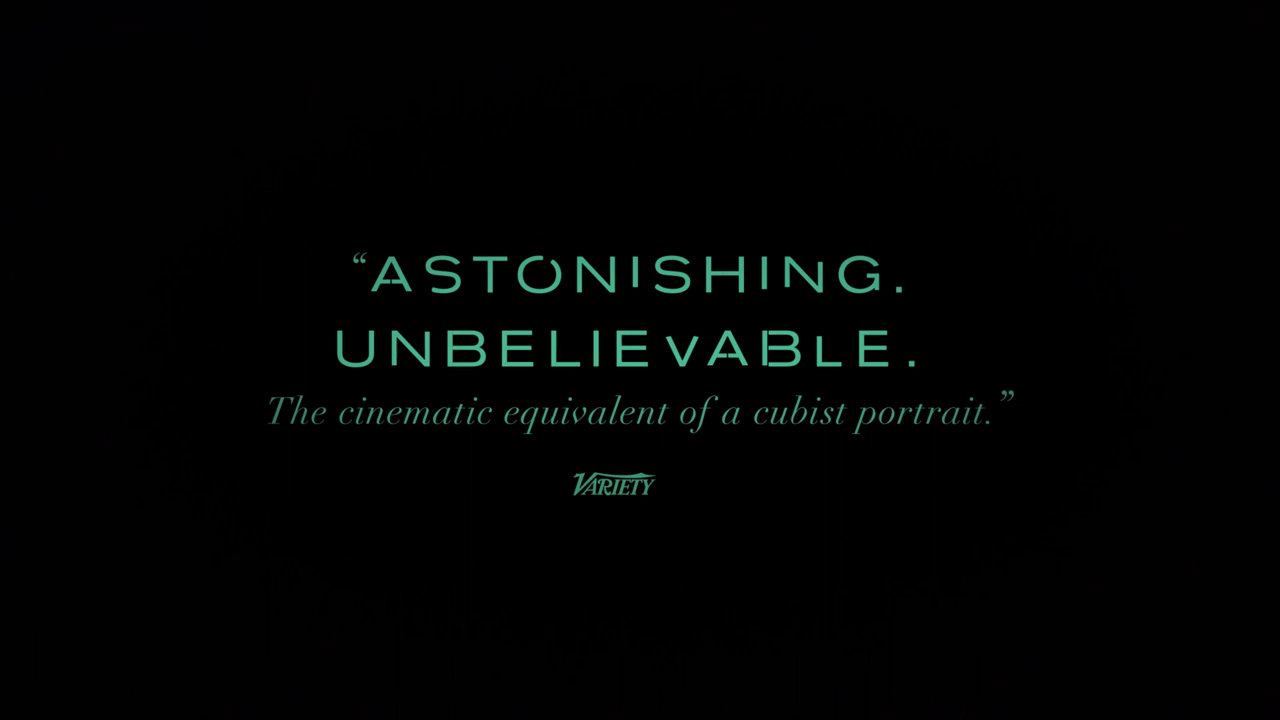 “ASTONISHING.
UNBELIEVABLE.
The cinematic equivalent of a cubist portrait.”
VARIETY